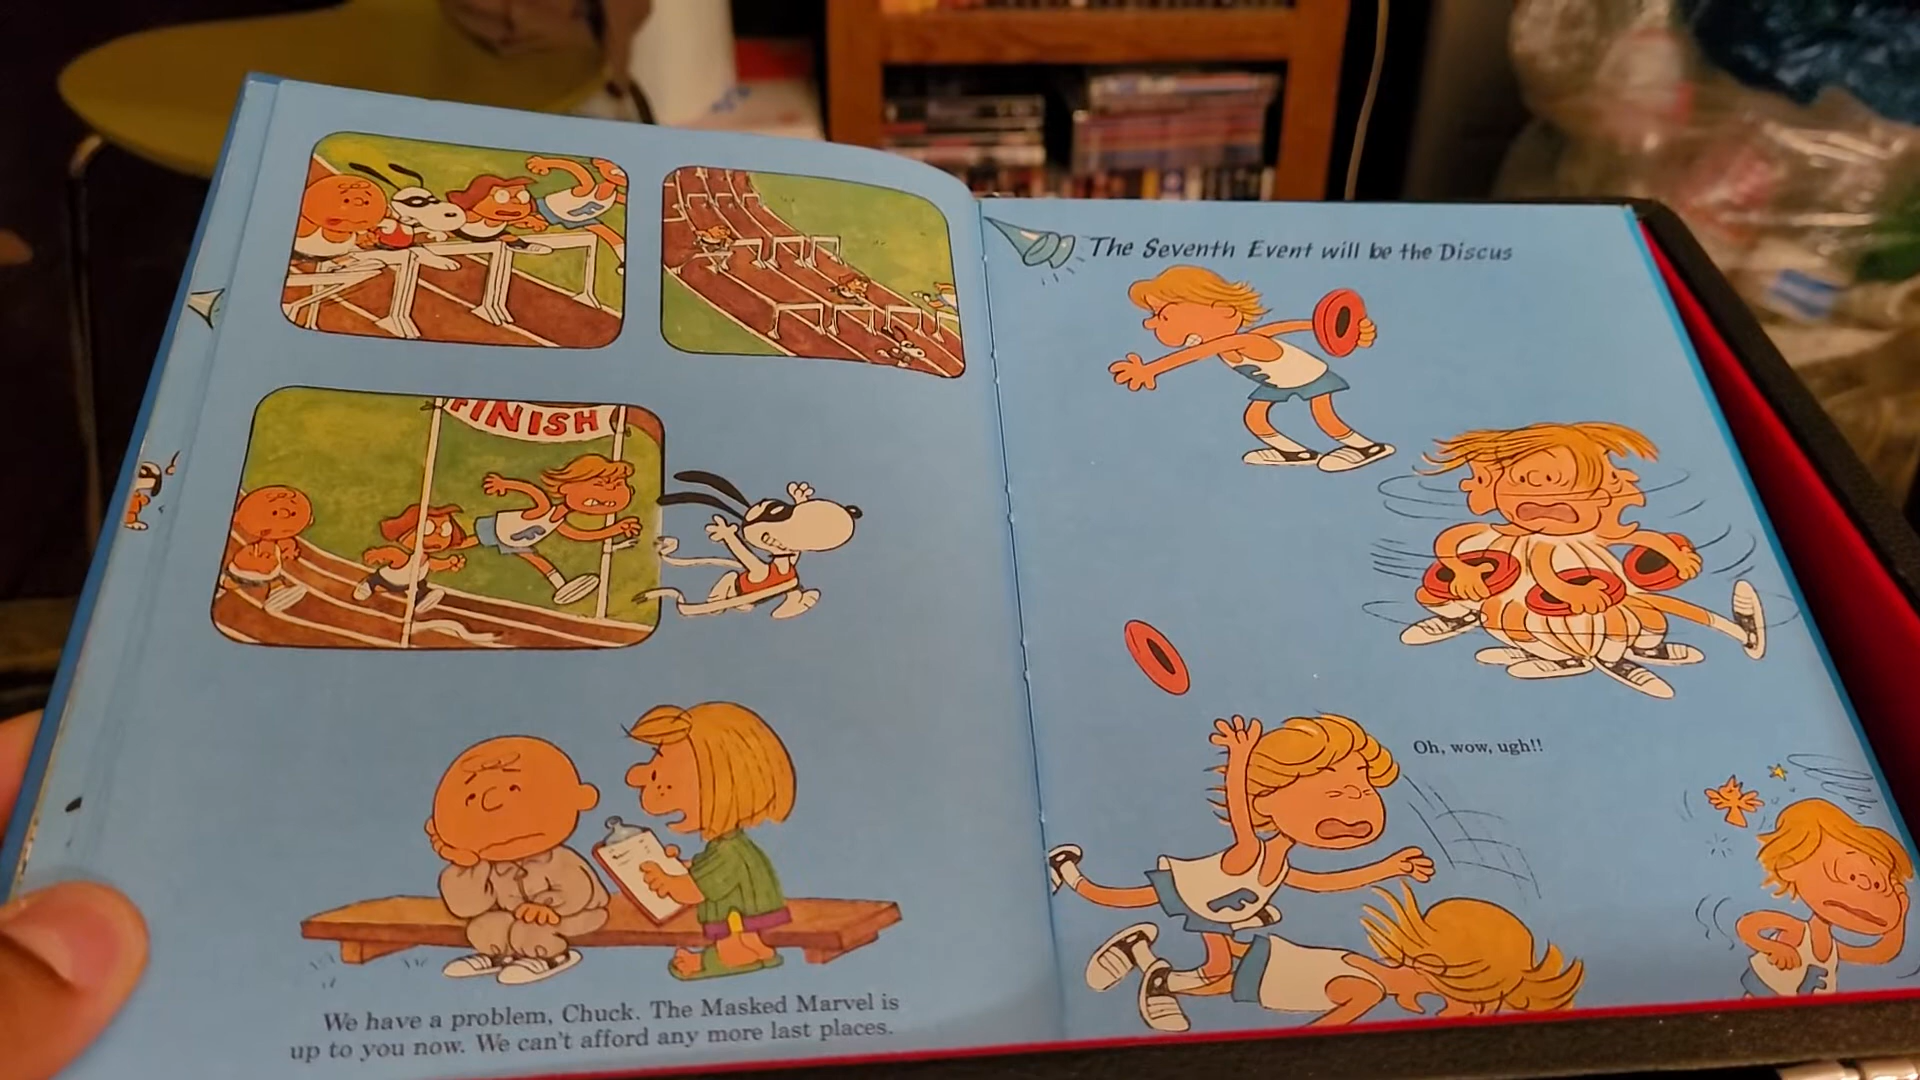 FINISH
We have a problem, Chuck. The Masked Marvel is
up to you now. We can't afford any more last places.
The Seventh Event will be the Discus
Oh, wow, ugh!!